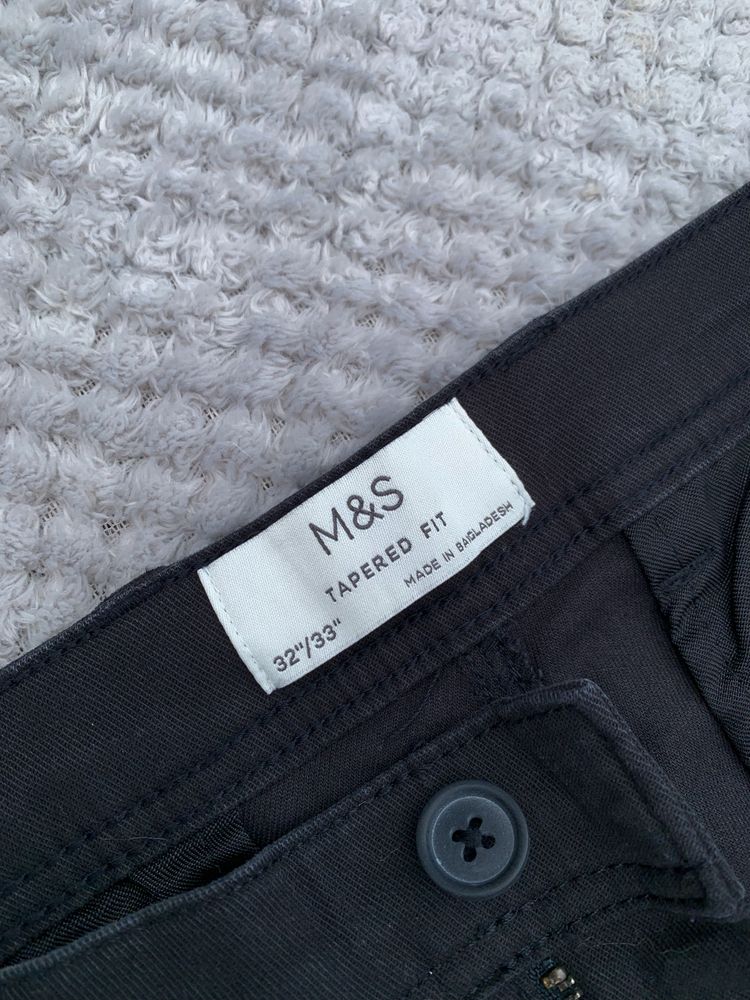 M&S
TAPERED FIT
MADE IN BANGLADESH
32"/33"